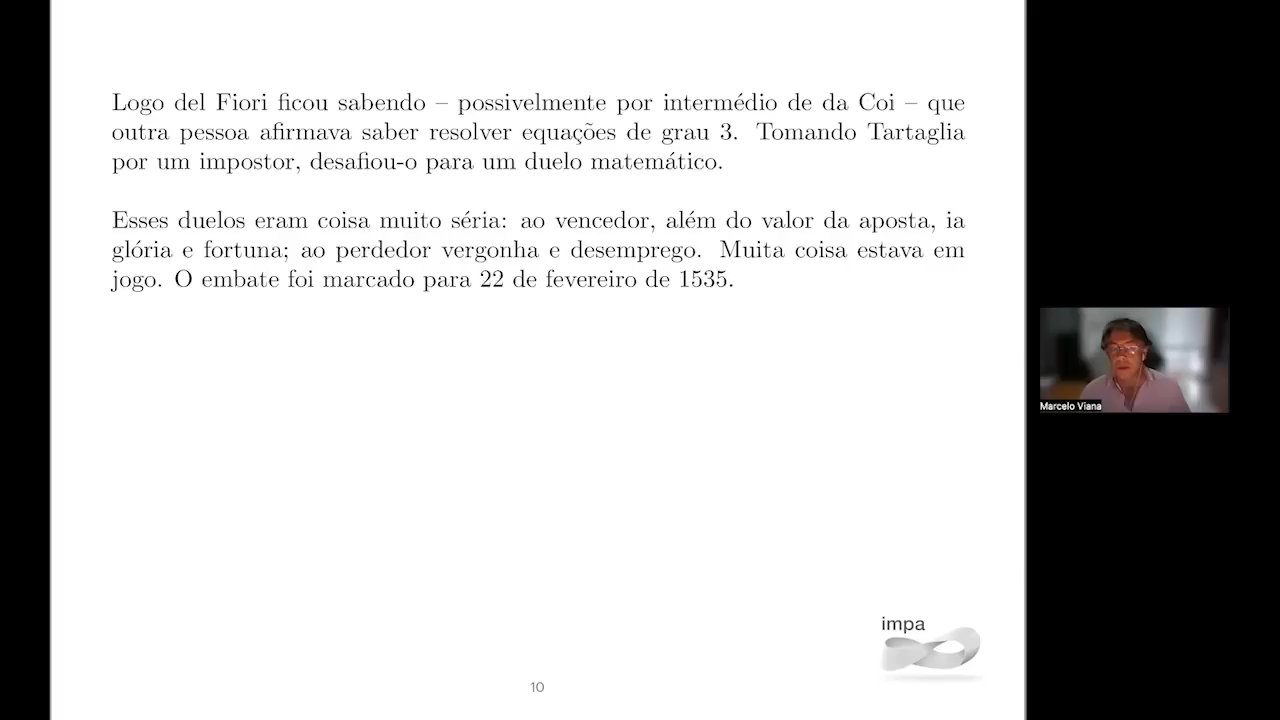 Logo del Fiori ficou sabendo – possivelmente por intermédio de da Coi – que
outra pessoa afirmava saber resolver equações de grau 3. Tomando Tartaglia
por um impostor, desafiou-o para um duelo matemático.
Esses duelos eram coisa muito séria: ao vencedor, além do valor da aposta, ia
glória e fortuna; ao perdedor vergonha e desemprego. Muita coisa estava em
jogo. O embate foi marcado para 22 de fevereiro de 1535.
Marcelo Viana
impa
10